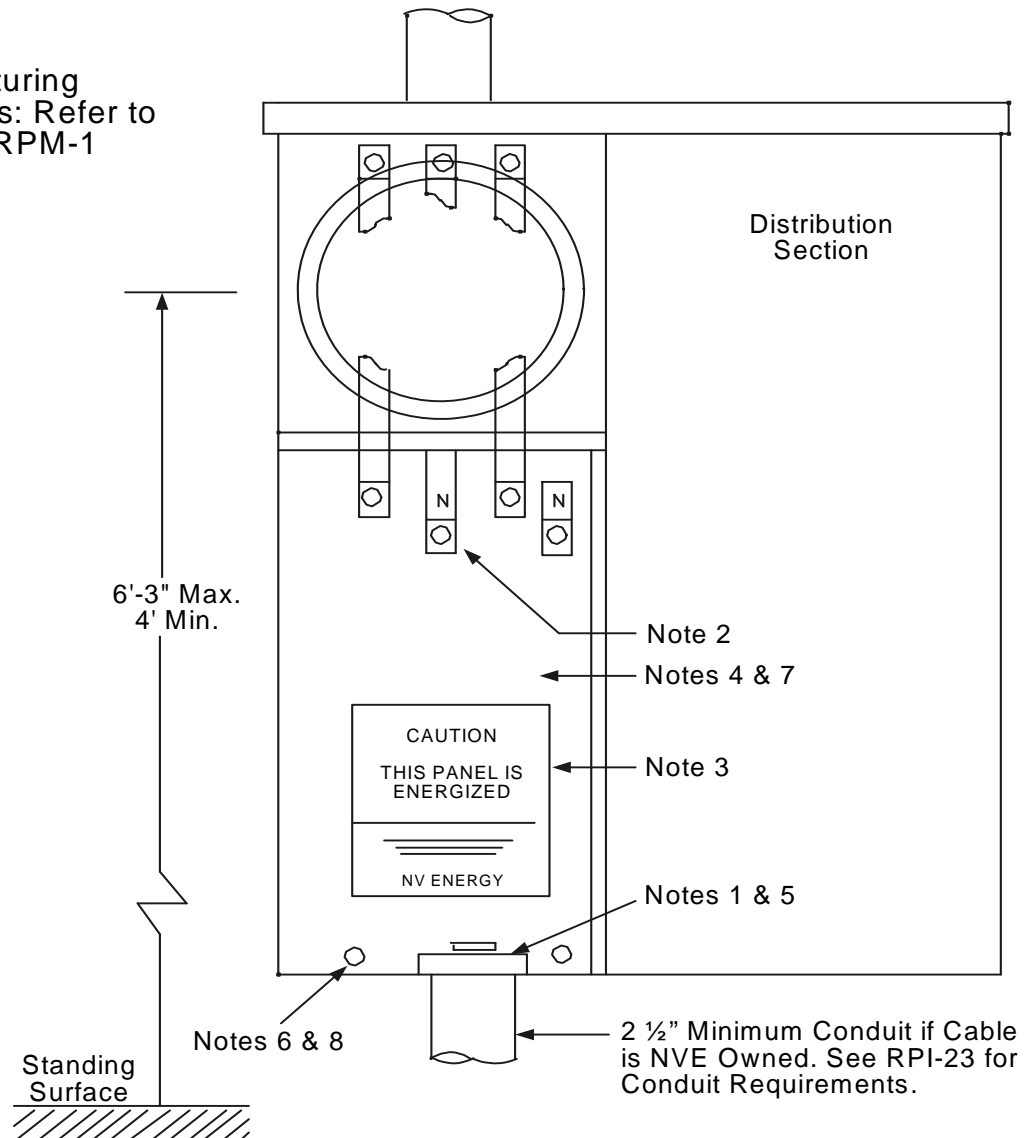 turing
s: Refer to
RPM-1
Distribution
Section
N
N
6'-3" Max.
4' Min.
Note 2
Notes 4 & 7
CAUTION
THIS PANEL IS
ENERGIZED
NV ENERGY
Note 3
Notes 1 & 5
Notes 6 & 8
2 ½” Minimum Conduit if Cable
is NVE Owned. See RPI-23 for
Conduit Requirements.
Standing
Surface